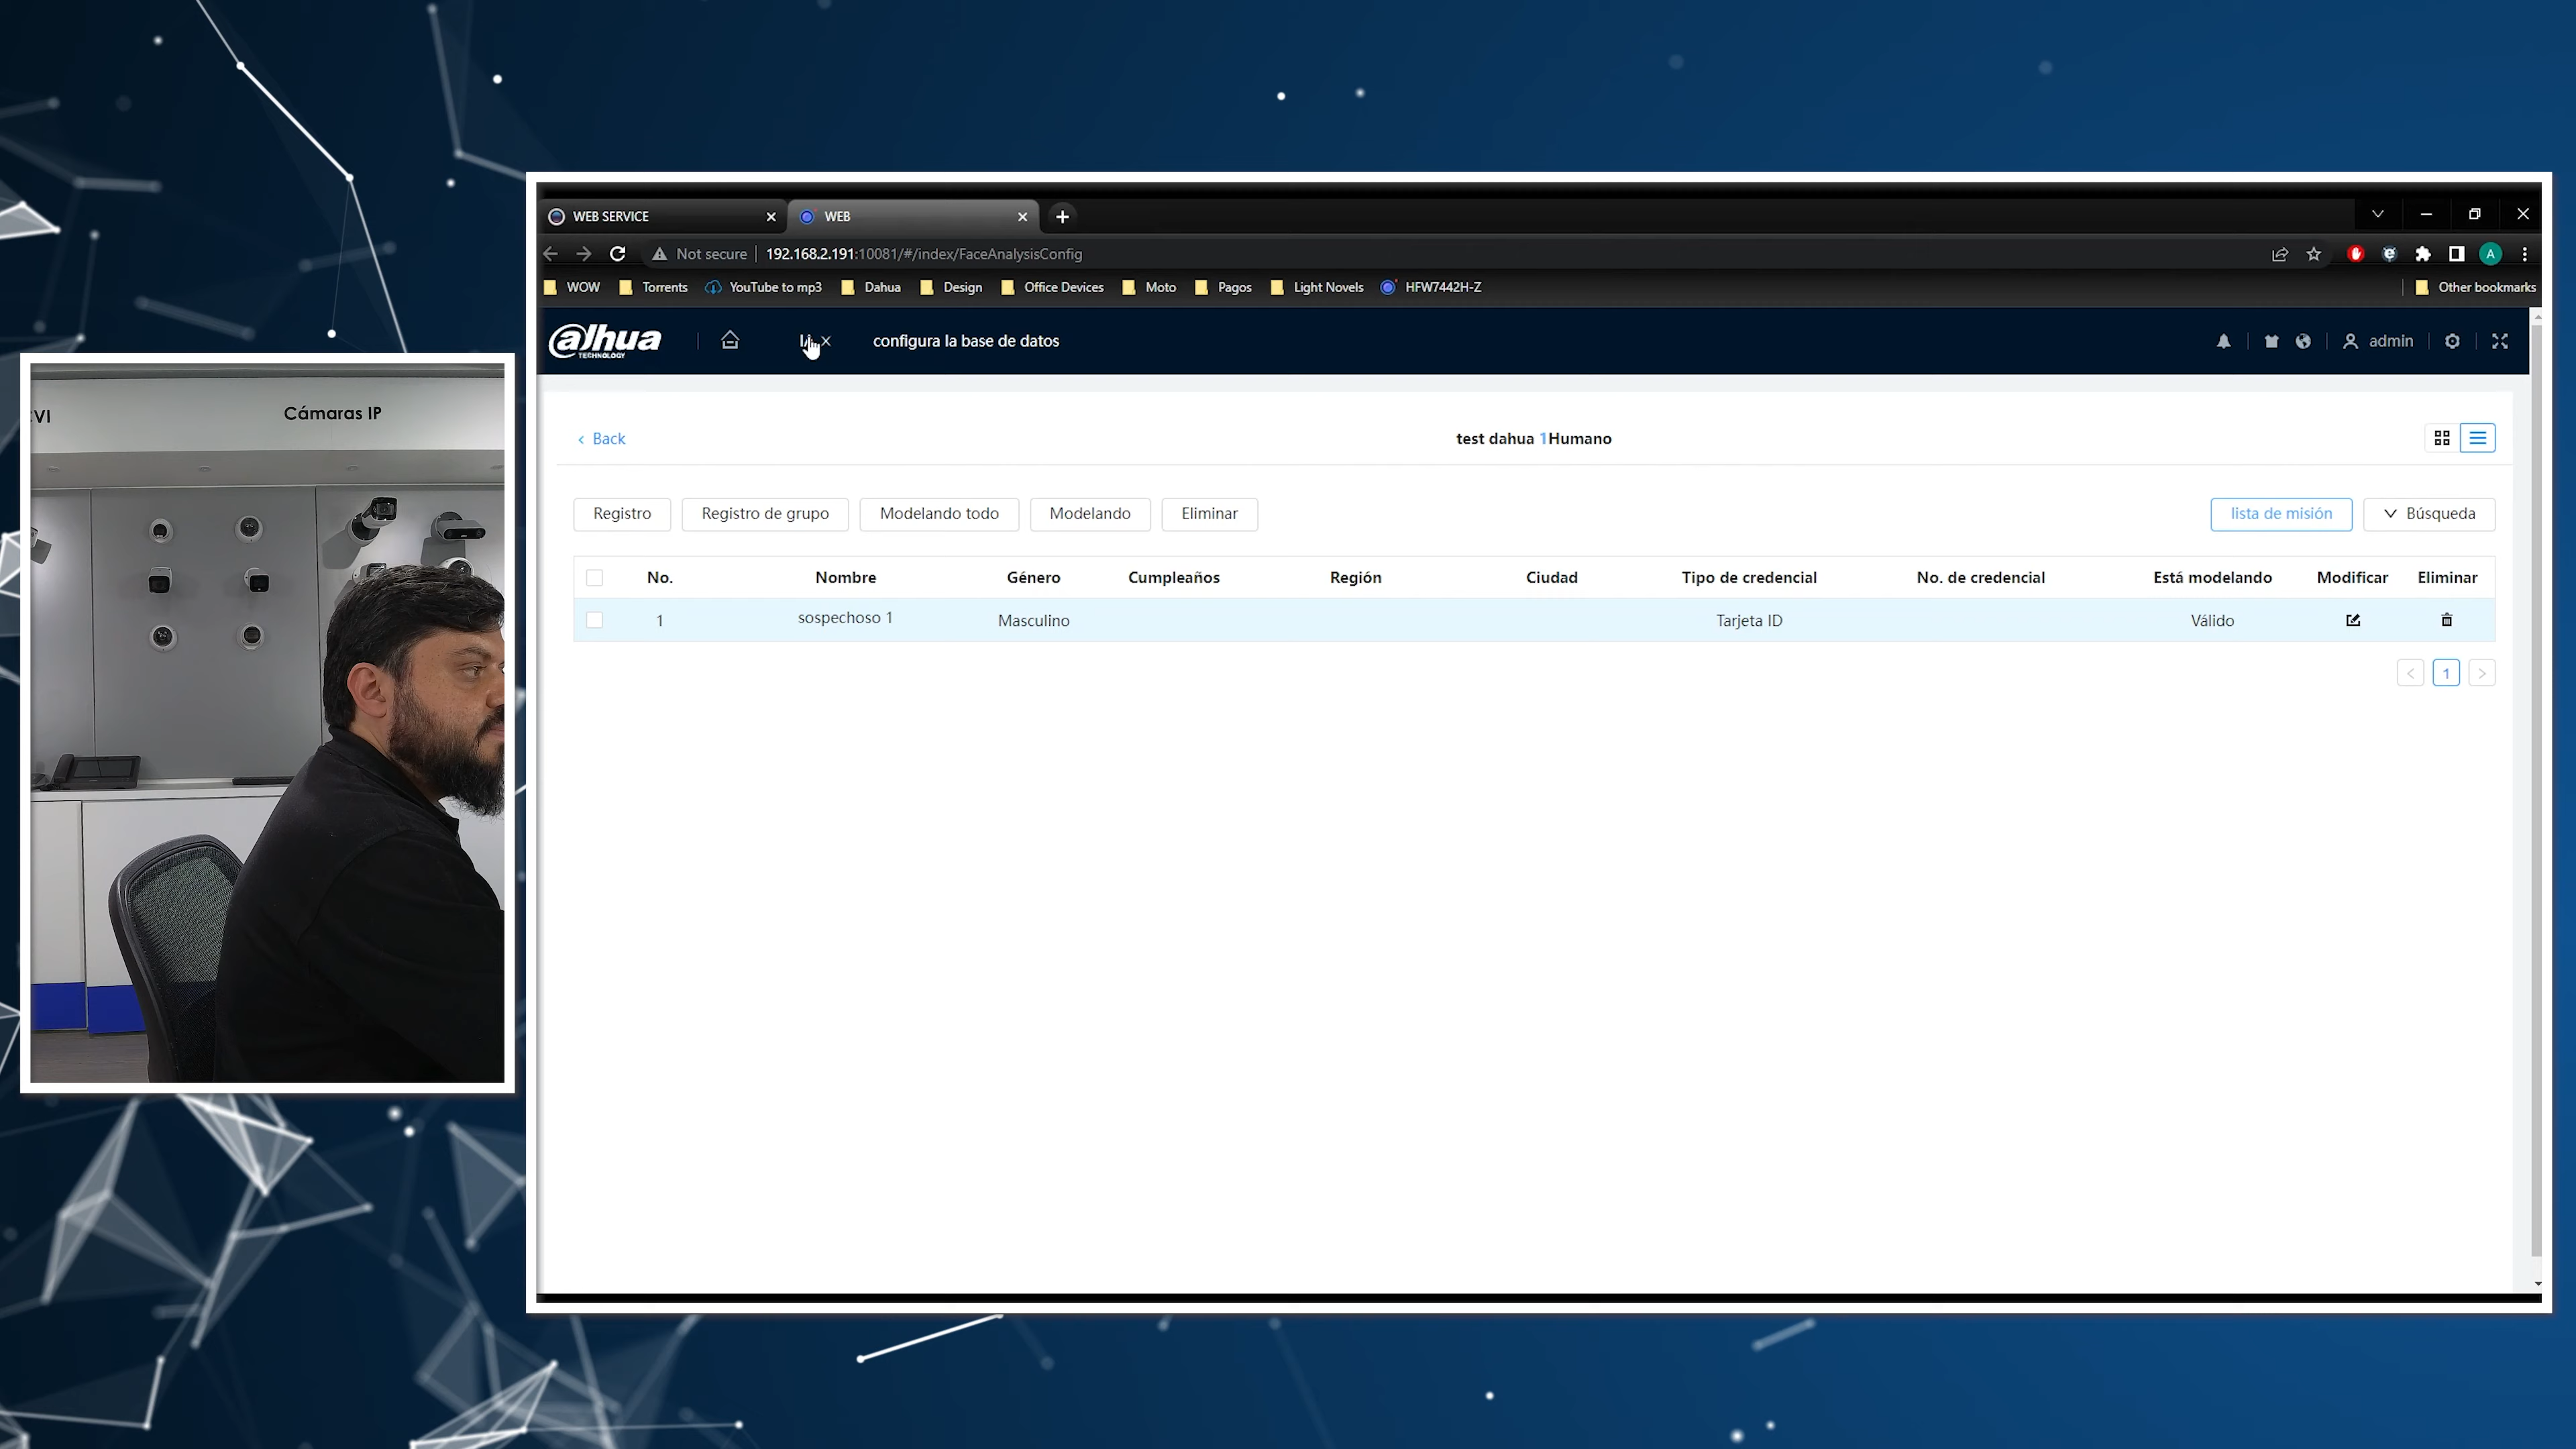 WEB SERVICE
WEB
Not secure
192.168.2.191:10081/#/index/FaceAnalysisConfig
WOW
Torrents
YouTube to mp3
Dahua
Design
Office Devices
Moto
Pagos
Light Novels
HFW7442H-Z
Other bookmarks
A
alhua
TECHNOLOGY
configura la base de datos
admin
Cámaras IP
CVI
< Back
test dahua 1Humano
Registro
Registro de grupo
Modelando todo
Modelando
Eliminar
lista de misión
Búsqueda
No. Nombre Género Cumpleaños Región Ciudad Tipo de credencial No. de credencial Está modelando Modificar Eliminar
1 sospechoso 1 Masculino Tarjeta ID Válido
< 1 >